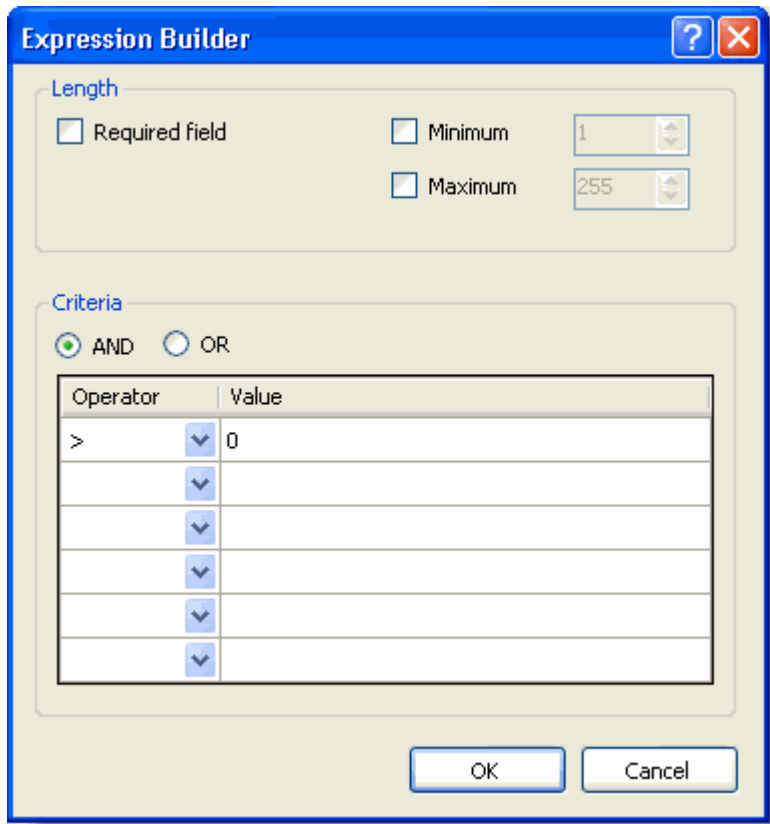 Expression Builder ?
Length
Required field Minimum 1
Maximum 255
Criteria
AND OR
Operator Value
> 0
OK Cancel